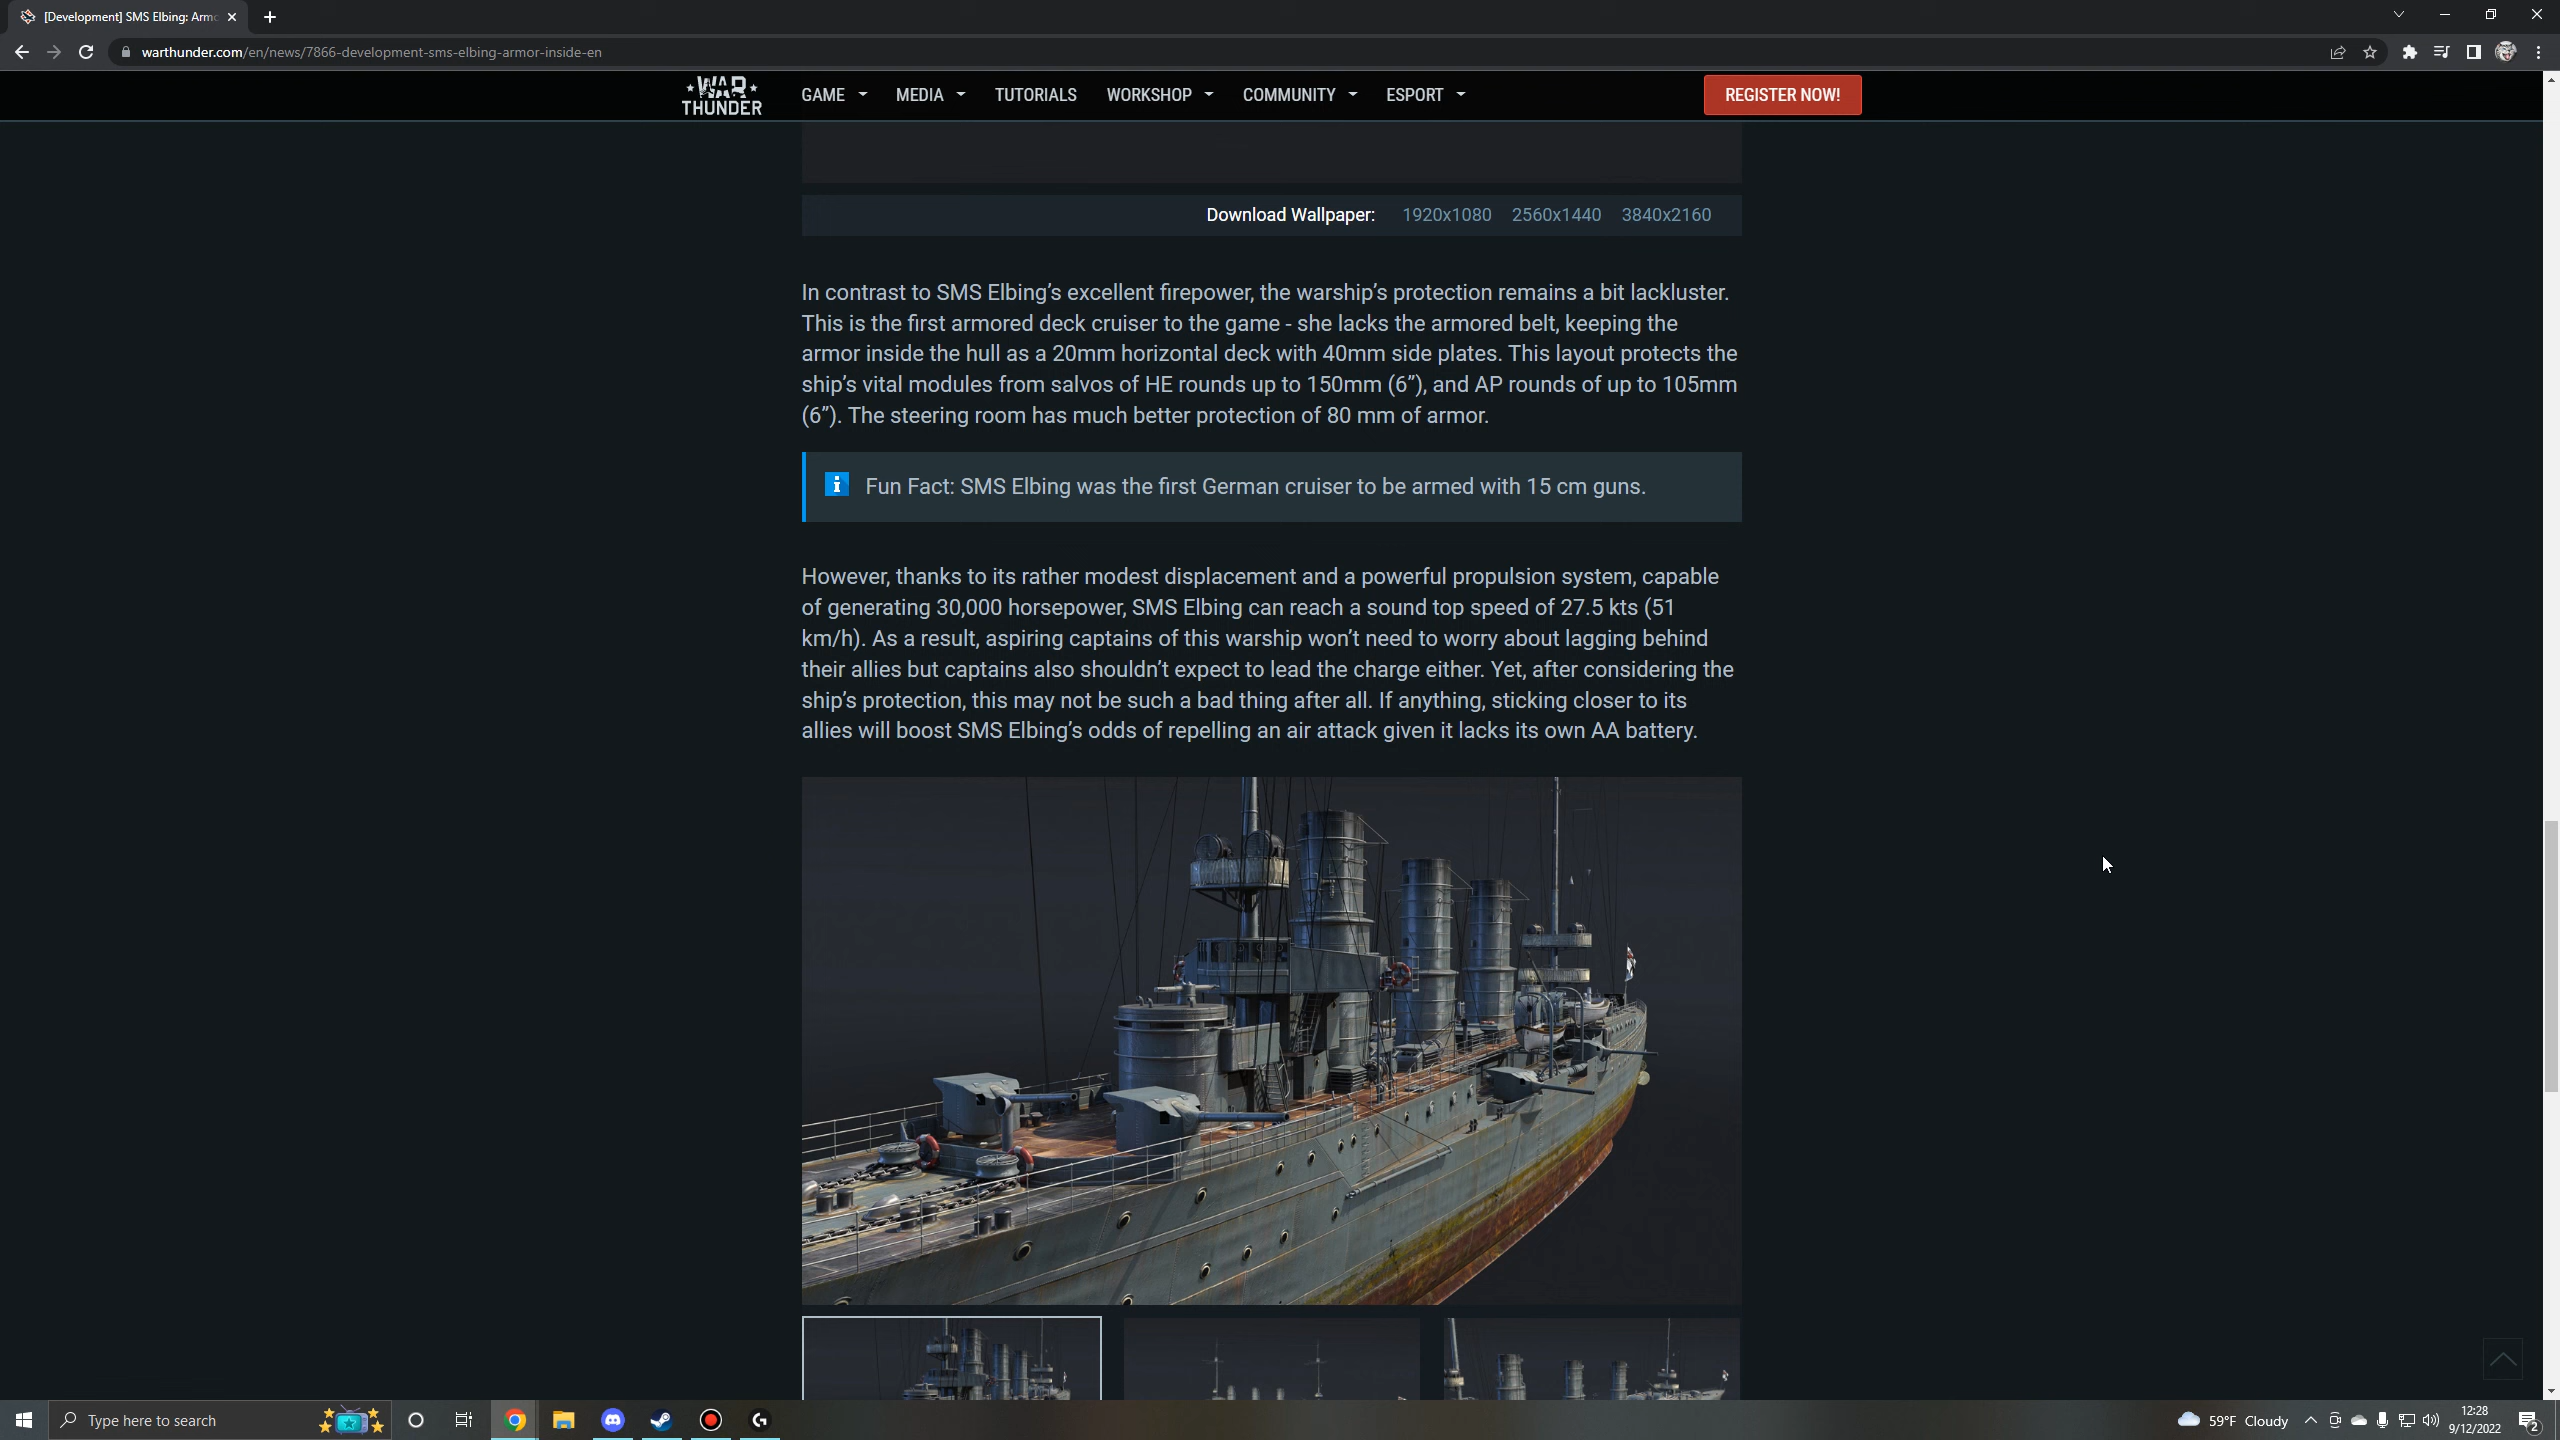 [Development] SMS Elbing: Armo
warthunder.com/en/news/7866-development-sms-elbing-armor-inside-en
WAR
THUNDER
GAME MEDIA TUTORIALS WORKSHOP COMMUNITY ESPORT
REGISTER NOW!
Download Wallpaper: 1920x1080 2560x1440 3840x2160
In contrast to SMS Elbing’s excellent firepower, the warship’s protection remains a bit lackluster.
This is the first armored deck cruiser to the game - she lacks the armored belt, keeping the
armor inside the hull as a 20mm horizontal deck with 40mm side plates. This layout protects the
ship’s vital modules from salvos of HE rounds up to 150mm (6”), and AP rounds of up to 105mm
(6”). The steering room has much better protection of 80 mm of armor.
i Fun Fact: SMS Elbing was the first German cruiser to be armed with 15 cm guns.
However, thanks to its rather modest displacement and a powerful propulsion system, capable
of generating 30,000 horsepower, SMS Elbing can reach a sound top speed of 27.5 kts (51
km/h). As a result, aspiring captains of this warship won’t need to worry about lagging behind
their allies but captains also shouldn’t expect to lead the charge either. Yet, after considering the
ship’s protection, this may not be such a bad thing after all. If anything, sticking closer to its
allies will boost SMS Elbing’s odds of repelling an air attack given it lacks its own AA battery.
Type here to search
59°F Cloudy
12:28
9/12/2022
2